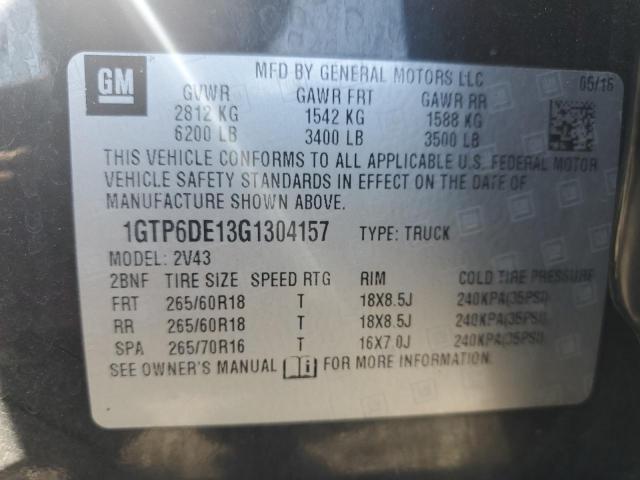 GM
MFD BY GENERAL MOTORS LLC 05/16
GVWR GAWR FRT GAWR RR
2812 KG 1542 KG 1588 KG
6200 LB 3400 LB 3500 LB
THIS VEHICLE CONFORMS TO ALL APPLICABLE U.S. FEDERAL MOTOR
VEHICLE SAFETY STANDARDS IN EFFECT ON THE DATE OF
MANUFACTURE SHOWN ABOVE.
1GTP6DE13G1304157 TYPE: TRUCK
MODEL: 2V43
2BNF TIRE SIZE SPEED RTG RIM COLD TIRE PRESSURE
FRT 265/60R18 T 18X8.5J 240KPA(35PSI)
RR 265/60R18 T 18X8.5J 240KPA(35PSI)
SPA 265/70R16 T 16X7.0J 240KPA(35PSI)
SEE OWNER'S MANUAL FOR MORE INFORMATION.